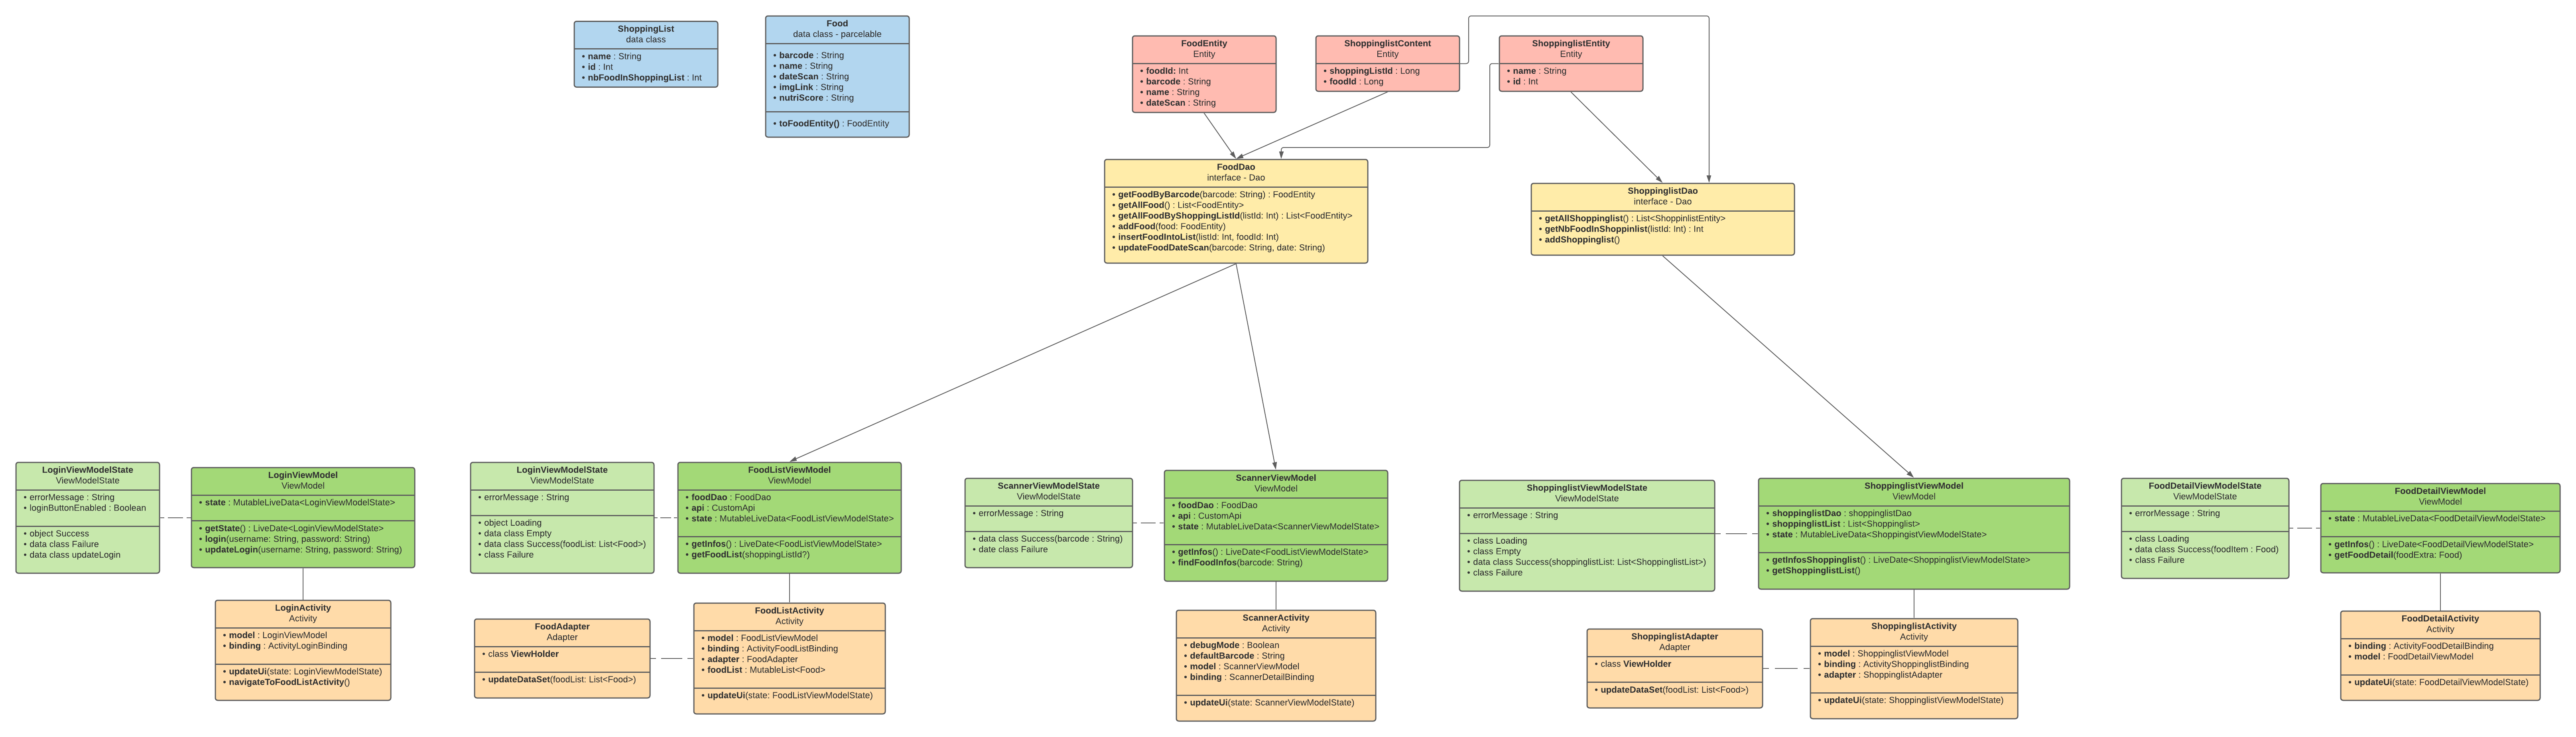 ShoppingList
data class
• name : String
• id : Int
• nbFoodInShoppingList : Int
Food
data class - parcelable
• barcode : String
• name : String
• dateScan : String
• imgLink : String
• nutriScore : String
• toFoodEntity() : FoodEntity
FoodEntity
Entity
• foodId: Int
• barcode : String
• name : String
• dateScan : String
ShoppinglistContent
Entity
• shoppingListId : Long
• foodId : Long
ShoppinglistEntity
Entity
• name : String
• id : Int
FoodDao
interface - Dao
• getFoodByBarcode(barcode: String) : FoodEntity
• getAllFood() : List<FoodEntity>
• getAllFoodByShoppingListId(listId: Int) : List<FoodEntity>
• addFood(food: FoodEntity)
• insertFoodIntoList(listId: Int, foodId: Int)
• updateFoodDateScan(barcode: String, date: String)
ShoppinglistDao
interface - Dao
• getAllShoppinglist() : List<ShoppinlistEntity>
• getNbFoodInShoppinlist(listId: Int) : Int
• addShoppinglist()
LoginViewModelState
ViewModelState
• errorMessage : String
• loginButtonEnabled : Boolean
• object Success
• data class Failure
• data class updateLogin
LoginViewModel
ViewModel
• state : MutableLiveData<LoginViewModelState>
• getState() : LiveDate<LoginViewModelState>
• login(username: String, password: String)
• updateLogin(username: String, password: String)
LoginActivity
Activity
• model : LoginViewModel
• binding : ActivityLoginBinding
• updateUi(state: LoginViewModelState)
• navigateToFoodListActivity()
LoginViewModelState
ViewModelState
• errorMessage : String
• object Loading
• data class Empty
• data class Success(foodList: List<Food>)
• class Failure
FoodListViewModel
ViewModel
• foodDao : FoodDao
• api : CustomApi
• state : MutableLiveData<FoodListViewModelState>
• getInfos() : LiveDate<FoodListViewModelState>
• getFoodList(shoppingListId?)
FoodAdapter
Adapter
• class ViewHolder
• updateDataSet(foodList: List<Food>)
FoodListActivity
Activity
• model : FoodListViewModel
• binding : ActivityFoodListBinding
• adapter : FoodAdapter
• foodList : MutableList<Food>
• updateUi(state: FoodListViewModelState)
ScannerViewModelState
ViewModelState
• errorMessage : String
• data class Success(barcode : String)
• date class Failure
ScannerViewModel
ViewModel
• foodDao : FoodDao
• api : CustomApi
• state : MutableLiveData<ScannerViewModelState>
• getInfos() : LiveDate<FoodListViewModelState>
• findFoodInfos(barcode: String)
ScannerActivity
Activity
• debugMode : Boolean
• defaultBarcode : String
• model : ScannerViewModel
• binding : ScannerDetailBinding
• updateUi(state: ScannerViewModelState)
ShoppinglistViewModelState
ViewModelState
• errorMessage : String
• class Loading
• class Empty
• data class Success(shoppinglistList: List<ShoppinglistList>)
• class Failure
ShoppinglistViewModel
ViewModel
• shoppinglistDao : shoppinglistDao
• shoppinglistList : List<Shoppinglist>
• state : MutableLiveData<ShoppingistViewModelState>
• getInfosShoppinglist() : LiveDate<ShoppinglistViewModelState>
• getShoppinglistList()
ShoppinglistAdapter
Adapter
• class ViewHolder
• updateDataSet(foodList: List<Food>)
ShoppinglistActivity
Activity
• model : ShoppinglistViewModel
• binding : ActivityShoppinglistBinding
• adapter : ShoppinglistAdapter
• updateUi(state: ShoppinglistViewModelState)
FoodDetailViewModelState
ViewModelState
• errorMessage : String
• class Loading
• data class Success(foodItem : Food)
• class Failure
FoodDetailViewModel
ViewModel
• state : MutableLiveData<FoodDetailViewModelState>
• getInfos() : LiveDate<FoodDetailViewModelState>
• getFoodDetail(foodExtra: Food)
FoodDetailActivity
Activity
• binding : ActivityFoodDetailBinding
• model : FoodDetailViewModel
• updateUi(state: FoodDetailViewModelState)